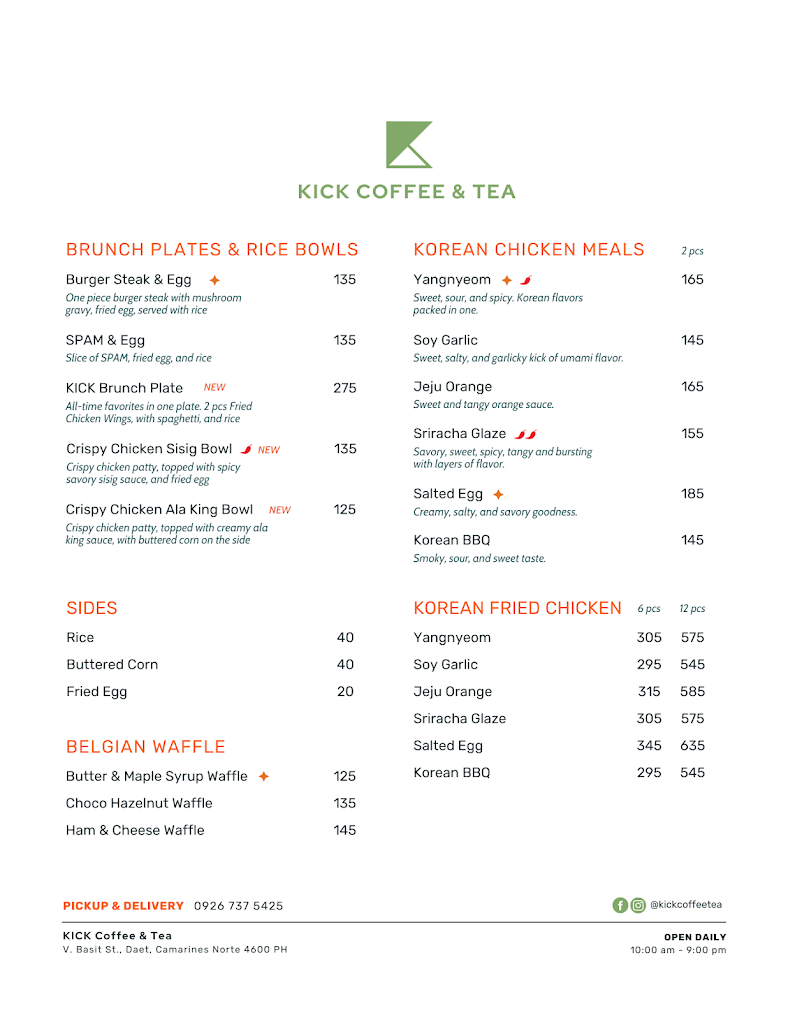 KICK COFFEE & TEA
BRUNCH PLATES & RICE BOWLS
Burger Steak & Egg 135
One piece burger steak with mushroom
gravy, fried egg, served with rice
SPAM & Egg 135
Slice of SPAM, fried egg, and rice
KICK Brunch Plate NEW 275
All-time favorites in one plate. 2 pcs Fried
Chicken Wings, with spaghetti, and rice
Crispy Chicken Sisig Bowl NEW 135
Crispy chicken patty, topped with spicy
savory sisig sauce, and fried egg
Crispy Chicken Ala King Bowl NEW 125
Crispy chicken patty, topped with creamy ala
king sauce, with buttered corn on the side
SIDES
Rice 40
Buttered Corn 40
Fried Egg 20
BELGIAN WAFFLE
Butter & Maple Syrup Waffle 125
Choco Hazelnut Waffle 135
Ham & Cheese Waffle 145
KOREAN CHICKEN MEALS 2 pcs
Yangnyeom 165
Sweet, sour, and spicy. Korean flavors
packed in one.
Soy Garlic 145
Sweet, salty, and garlicky kick of umami flavor.
Jeju Orange 165
Sweet and tangy orange sauce.
Sriracha Glaze 155
Savory, sweet, spicy, tangy and bursting
with layers of flavor.
Salted Egg 185
Creamy, salty, and savory goodness.
Korean BBQ 145
Smoky, sour, and sweet taste.
KOREAN FRIED CHICKEN 6 pcs 12 pcs
Yangnyeom 305 575
Soy Garlic 295 545
Jeju Orange 315 585
Sriracha Glaze 305 575
Salted Egg 345 635
Korean BBQ 295 545
PICKUP & DELIVERY 0926 737 5425
@kickcoffeetea
KICK Coffee & Tea
V. Basit St., Daet, Camarines Norte 4600 PH
OPEN DAILY
10:00 am - 9:00 pm